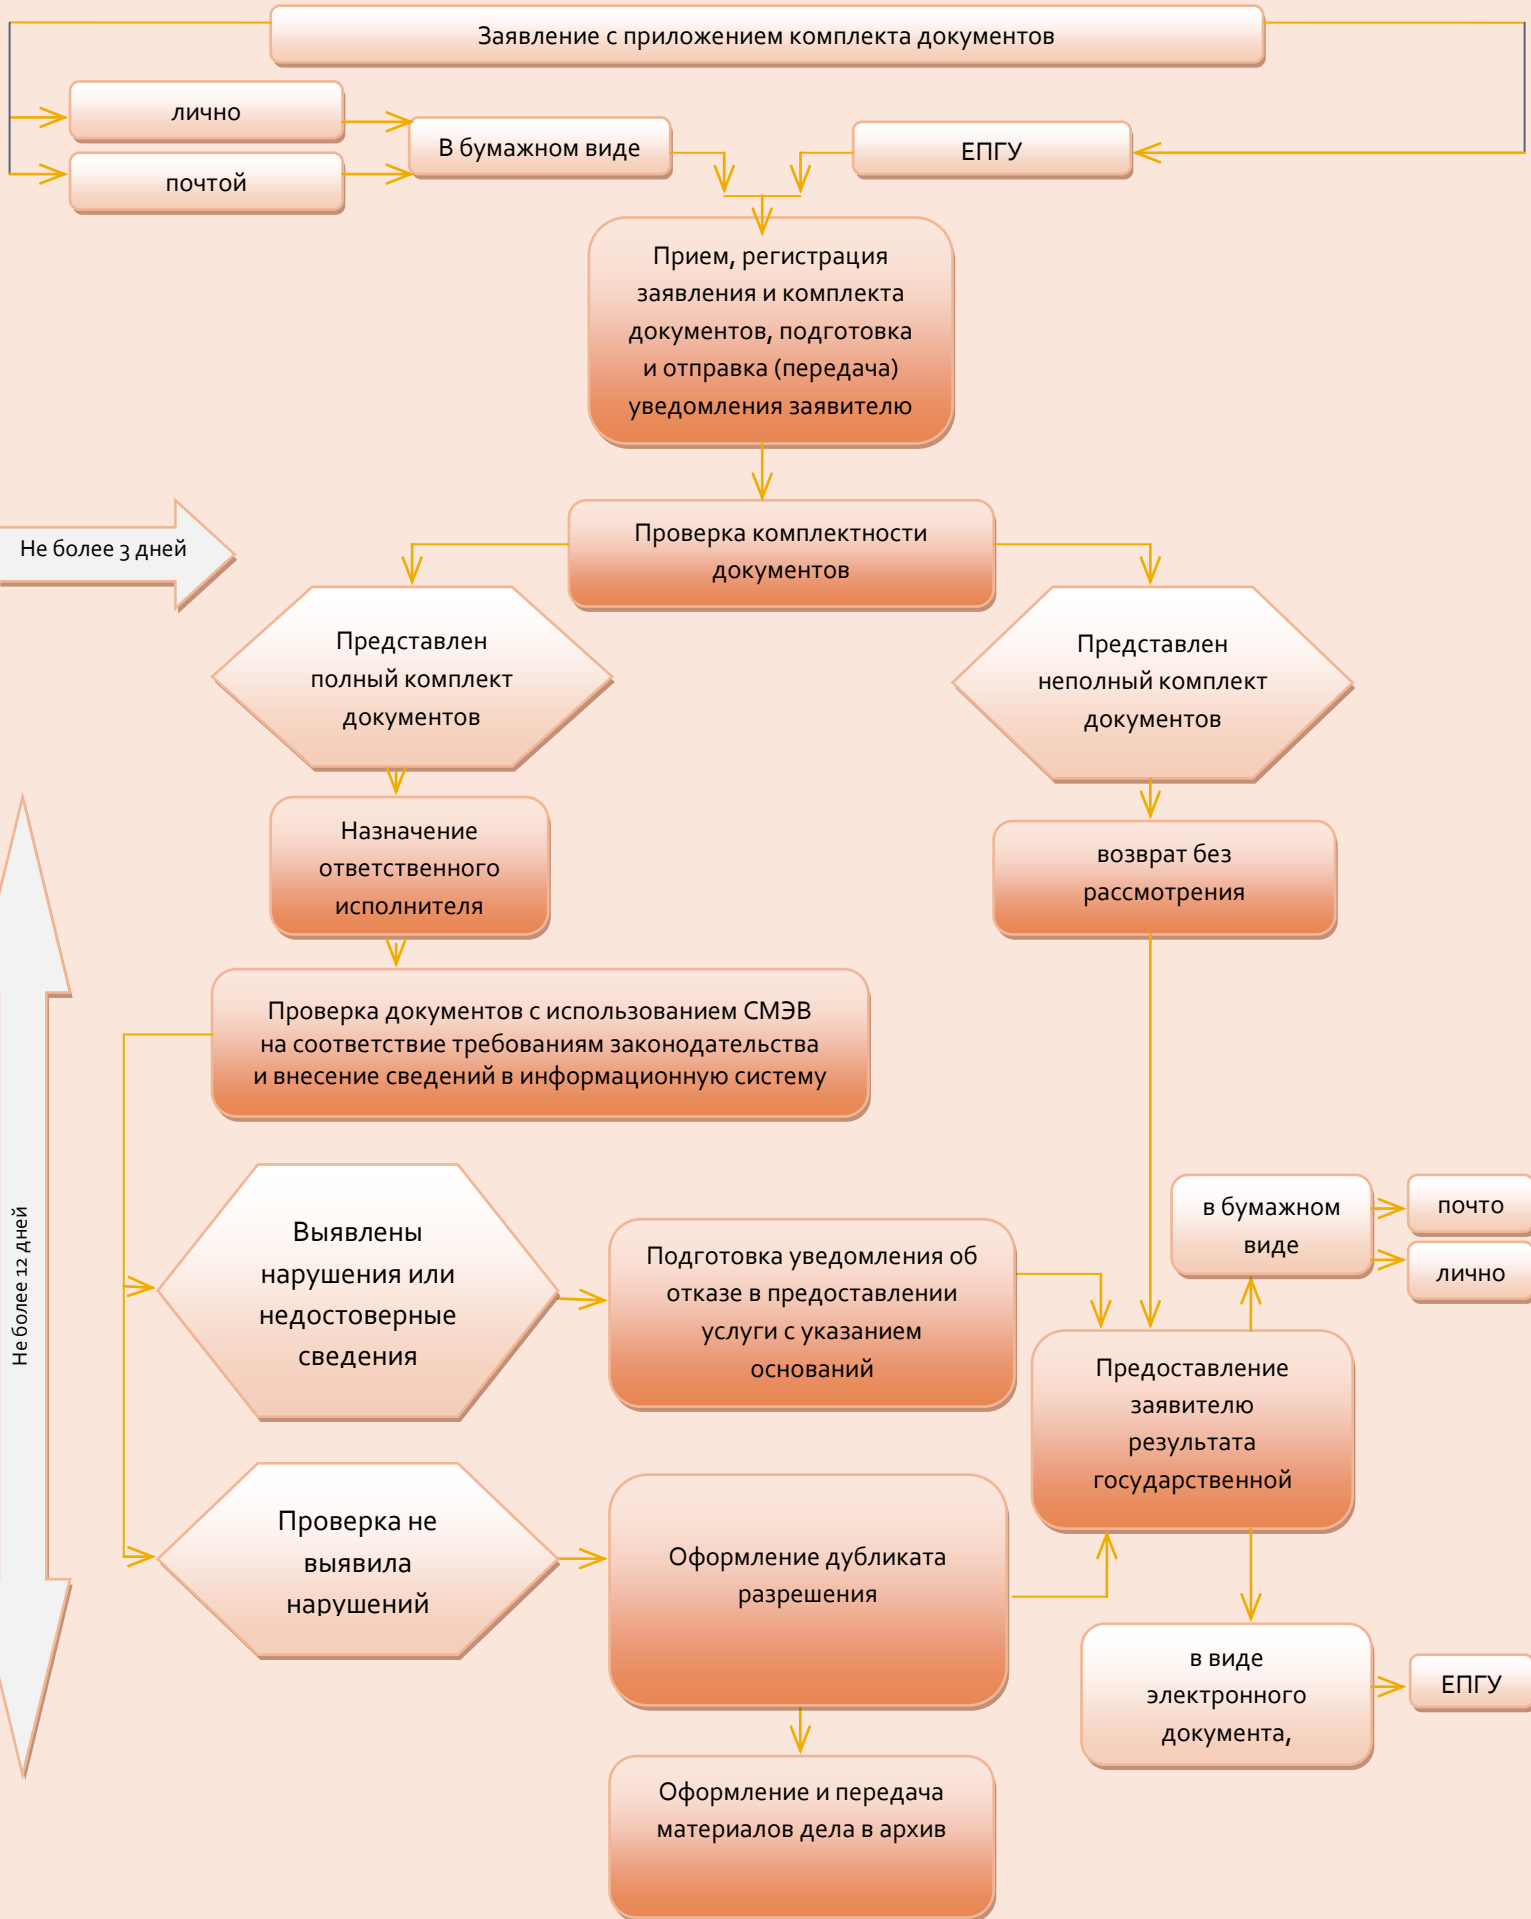 Заявление с приложением комплекта документов
лично
почтой
В бумажном виде
ЕПГУ
Прием, регистрация
заявления и комплекта
документов, подготовка
и отправка (передача)
уведомления заявителю
Не более 3 дней
Проверка комплектности
документов
Представлен
полный комплект
документов
Представлен
неполный комплект
документов
Назначение
ответственного
исполнителя
возврат без
рассмотрения
Проверка документов с использованием СМЭВ
на соответствие требованиям законодательства
и внесение сведений в информационную систему
Не более 12 дней
Выявлены
нарушения или
недостоверные
сведения
Подготовка уведомления об
отказе в предоставлении
услуги с указанием
оснований
в бумажном
виде
почто
лично
Предоставление
заявителю
результата
государственной
Проверка не
выявила
нарушений
Оформление дубликата
разрешения
в виде
электронного
документа,
ЕПГУ
Оформление и передача
материалов дела в архив